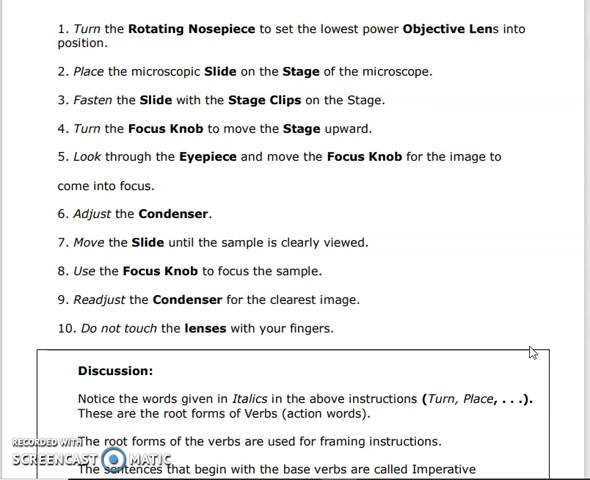 1. Turn the Rotating Nosepiece to set the lowest power Objective Lens into
position.
2. Place the microscopic Slide on the Stage of the microscope.
3. Fasten the Slide with the Stage Clips on the Stage.
4. Turn the Focus Knob to move the Stage upward.
5. Look through the Eyepiece and move the Focus Knob for the image to
come into focus.
6. Adjust the Condenser.
7. Move the Slide until the sample is clearly viewed.
8. Use the Focus Knob to focus the sample.
9. Readjust the Condenser for the clearest image.
10. Do not touch the lenses with your fingers.
Discussion:
Notice the words given in Italics in the above instructions (Turn, Place, . . .).
These are the root forms of Verbs (action words).
The root forms of the verbs are used for framing instructions.
The sentences that begin with the base verbs are called Imperative
RECORDED WITH
SCREENCAST MATIC